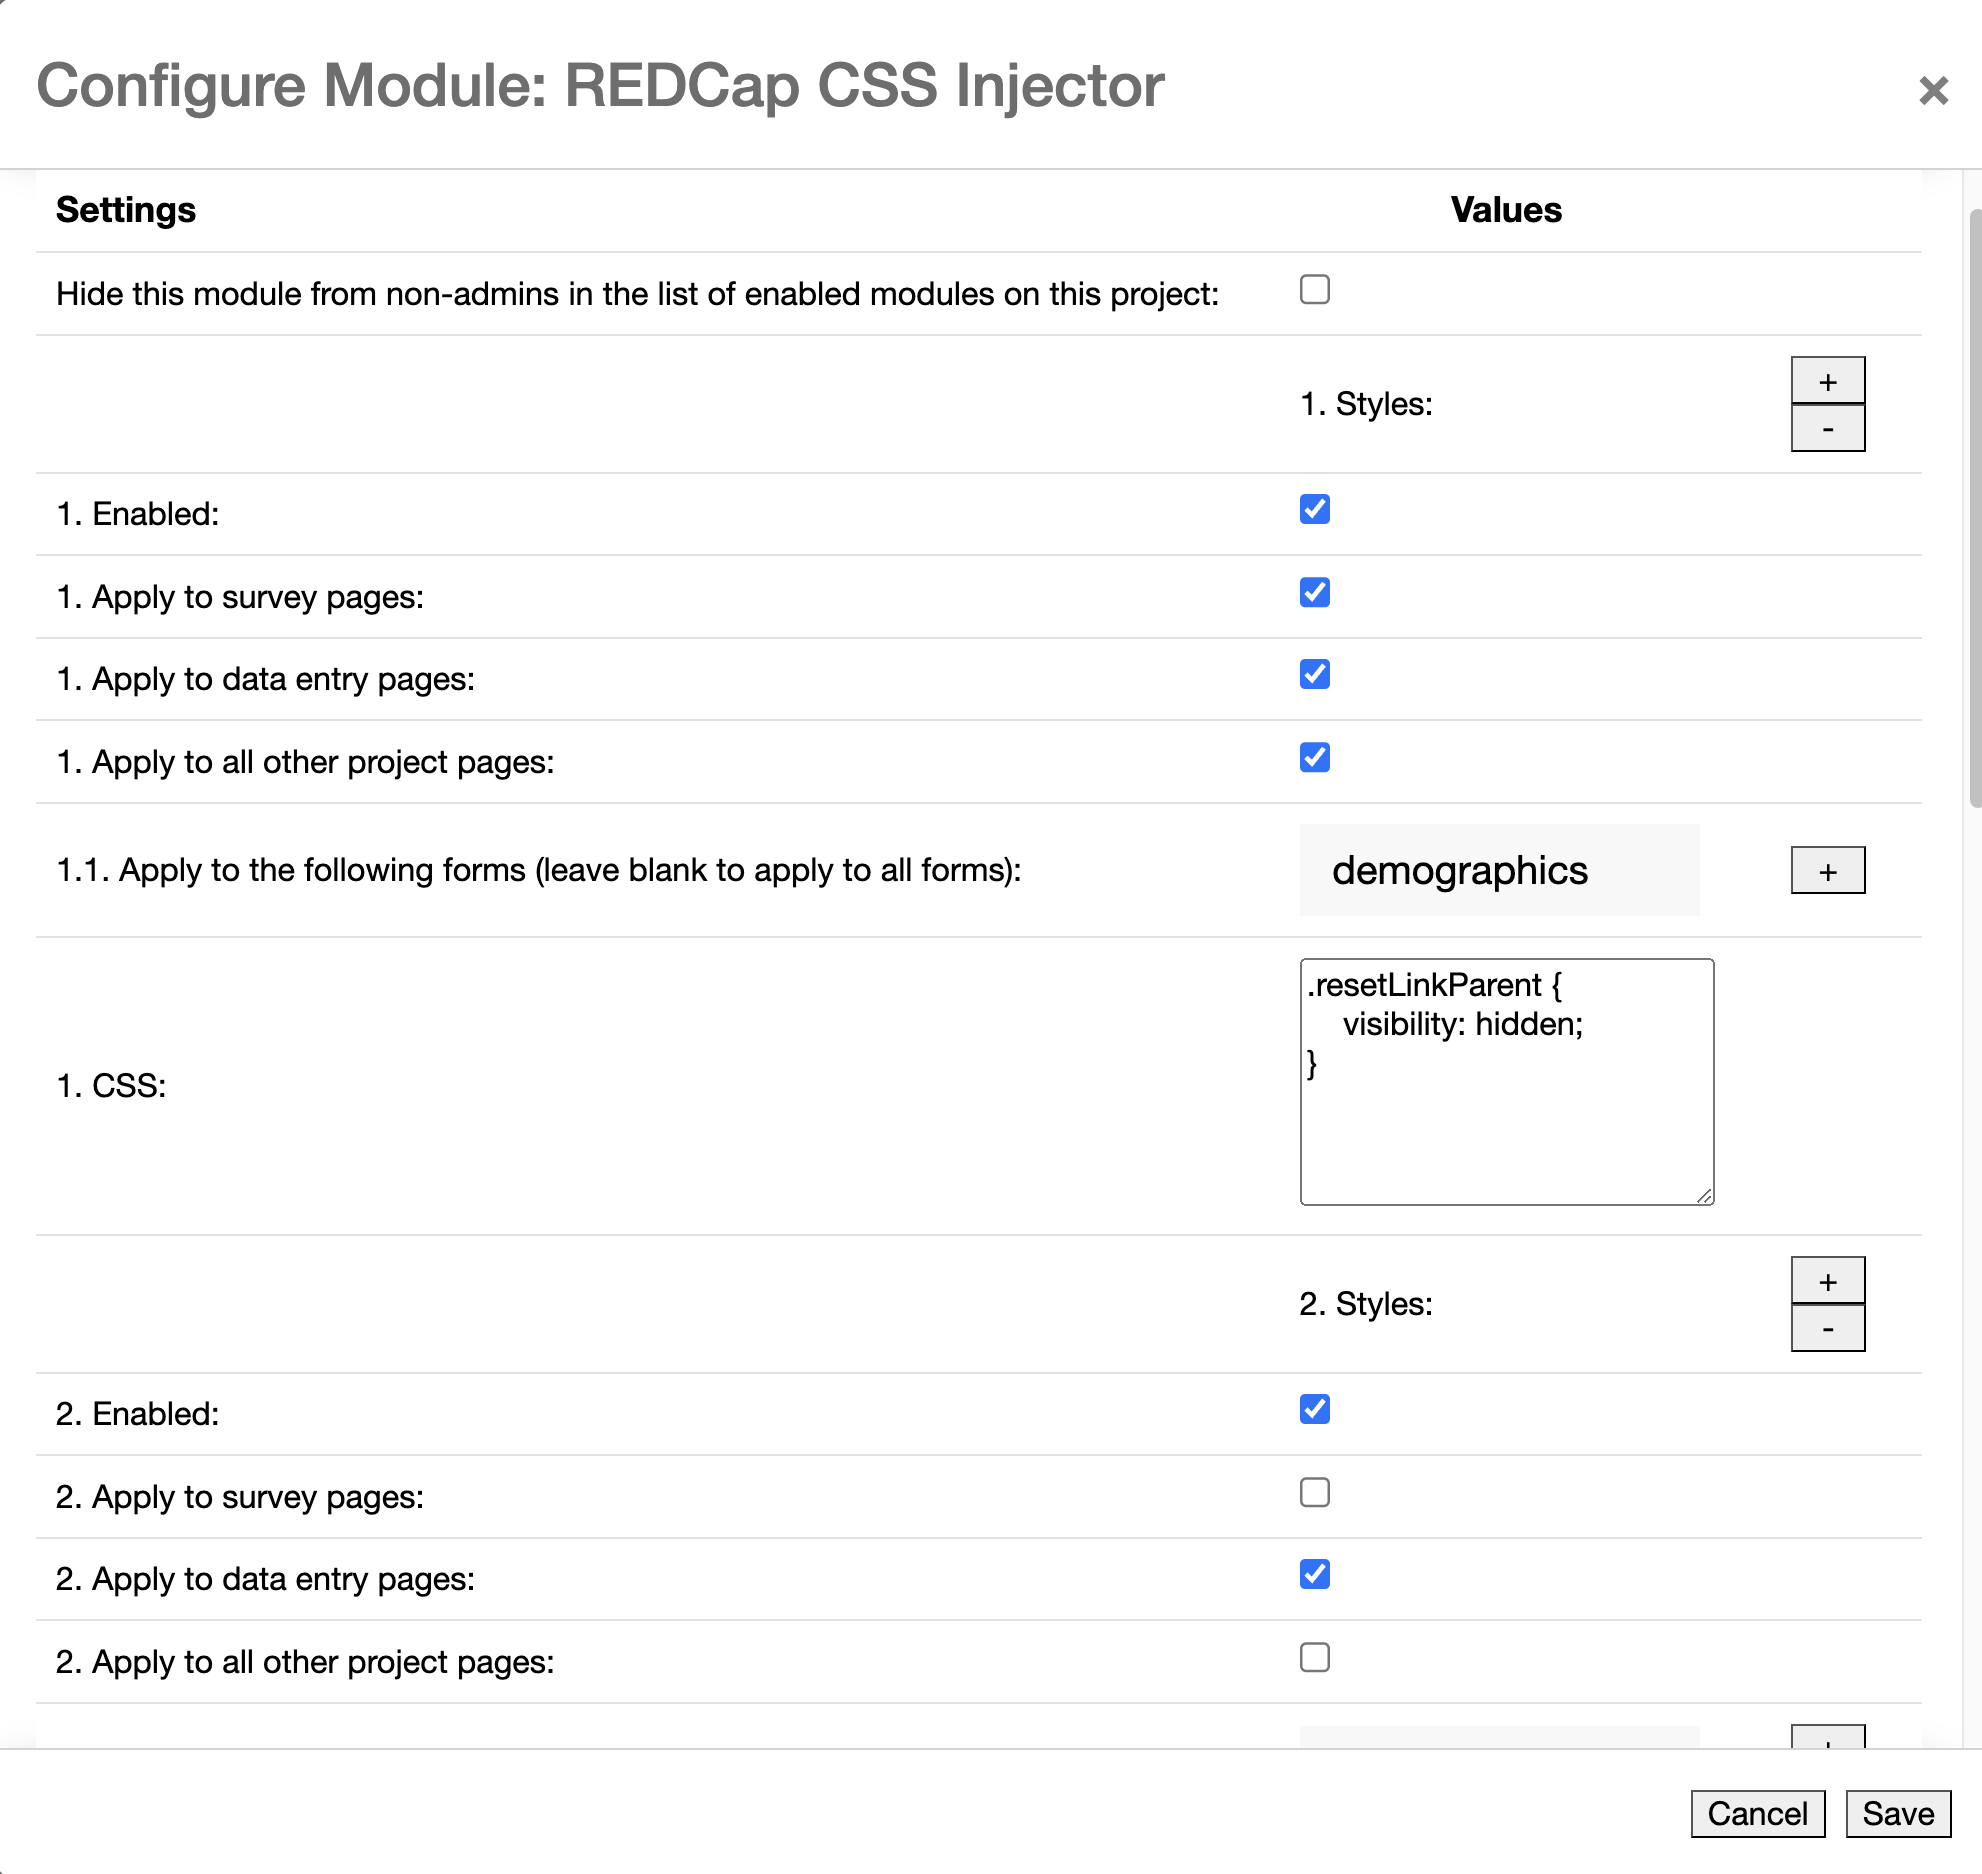 Configure Module: REDCap CSS Injector
×
Settings Values
Hide this module from non-admins in the list of enabled modules on this project:
1. Styles:
+
-
1. Enabled:
1. Apply to survey pages:
1. Apply to data entry pages:
1. Apply to all other project pages:
1.1. Apply to the following forms (leave blank to apply to all forms): demographics +
1. CSS:
.resetLinkParent {
    visibility: hidden;
}
2. Styles:
+
-
2. Enabled:
2. Apply to survey pages:
2. Apply to data entry pages:
2. Apply to all other project pages:
Cancel Save